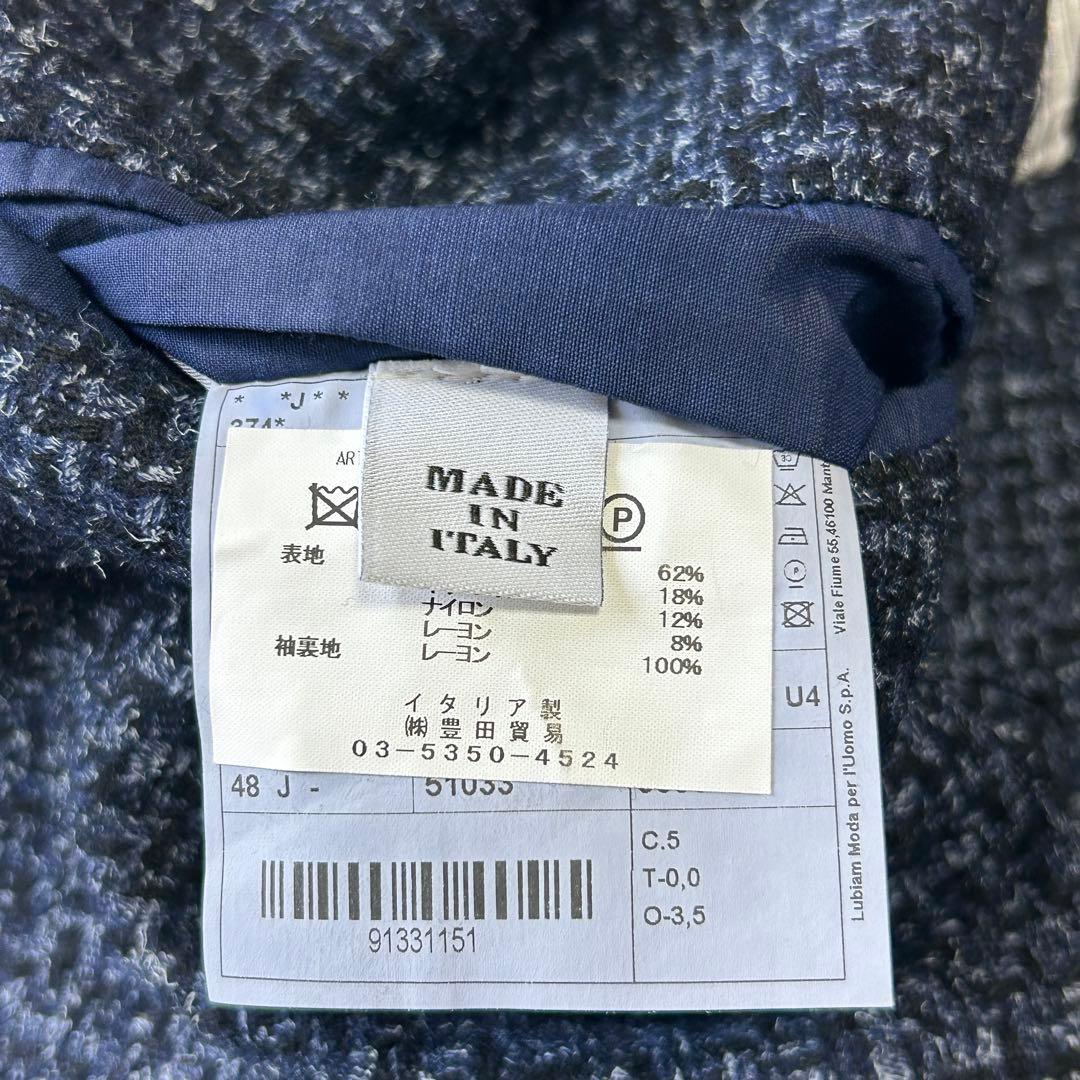 * *J* *
374*
AR
MADE
IN
ITALY
P
表地
62%
18%
ナイロン
12%
レーヨン
8%
袖裏地
レーヨン
100%
イタリア製
(株)豊田貿易
03-5350-4524
U4
48 J -
51033
C.5
T-0,0
O-3,5
91331151
Lubiam Moda per l'Uomo S.p.A.
Viale Fiume 55,46100 Mant